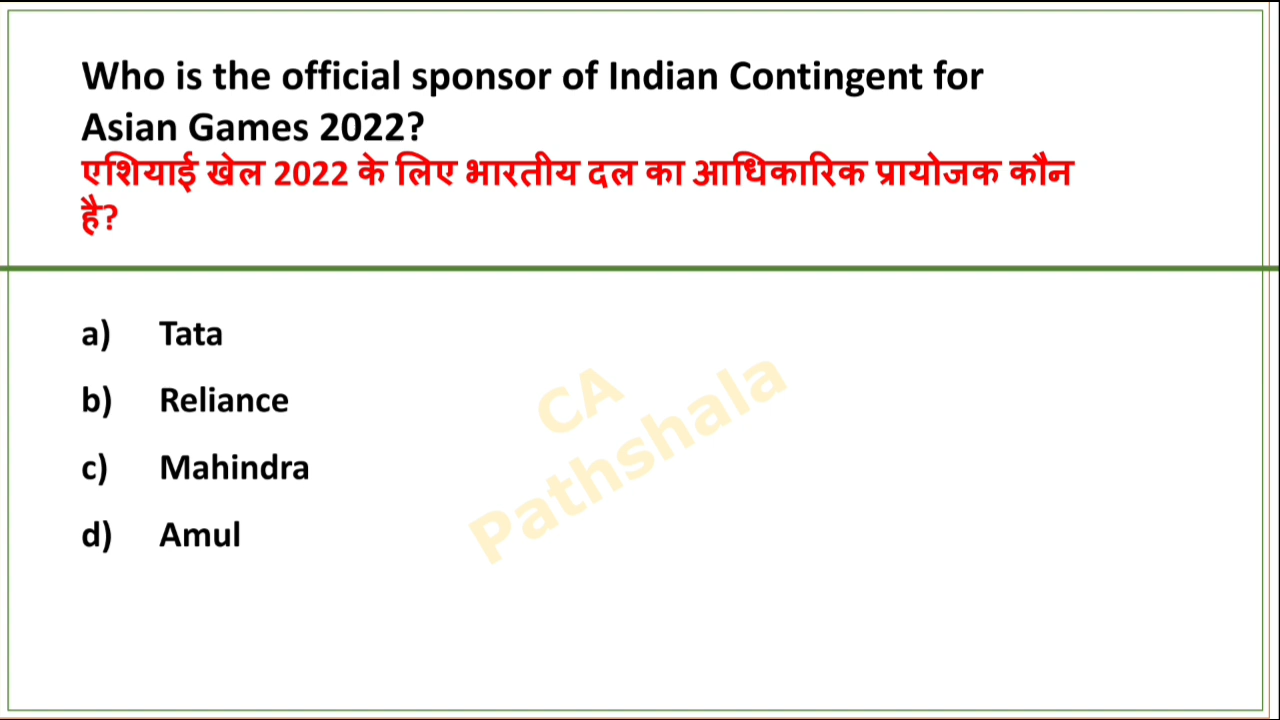 Who is the official sponsor of Indian Contingent for
Asian Games 2022?
एशियाई खेल 2022 के लिए भारतीय दल का आधिकारिक प्रायोजक कौन
है?
a) Tata
b) Reliance
c) Mahindra
d) Amul
CA
Pathshala